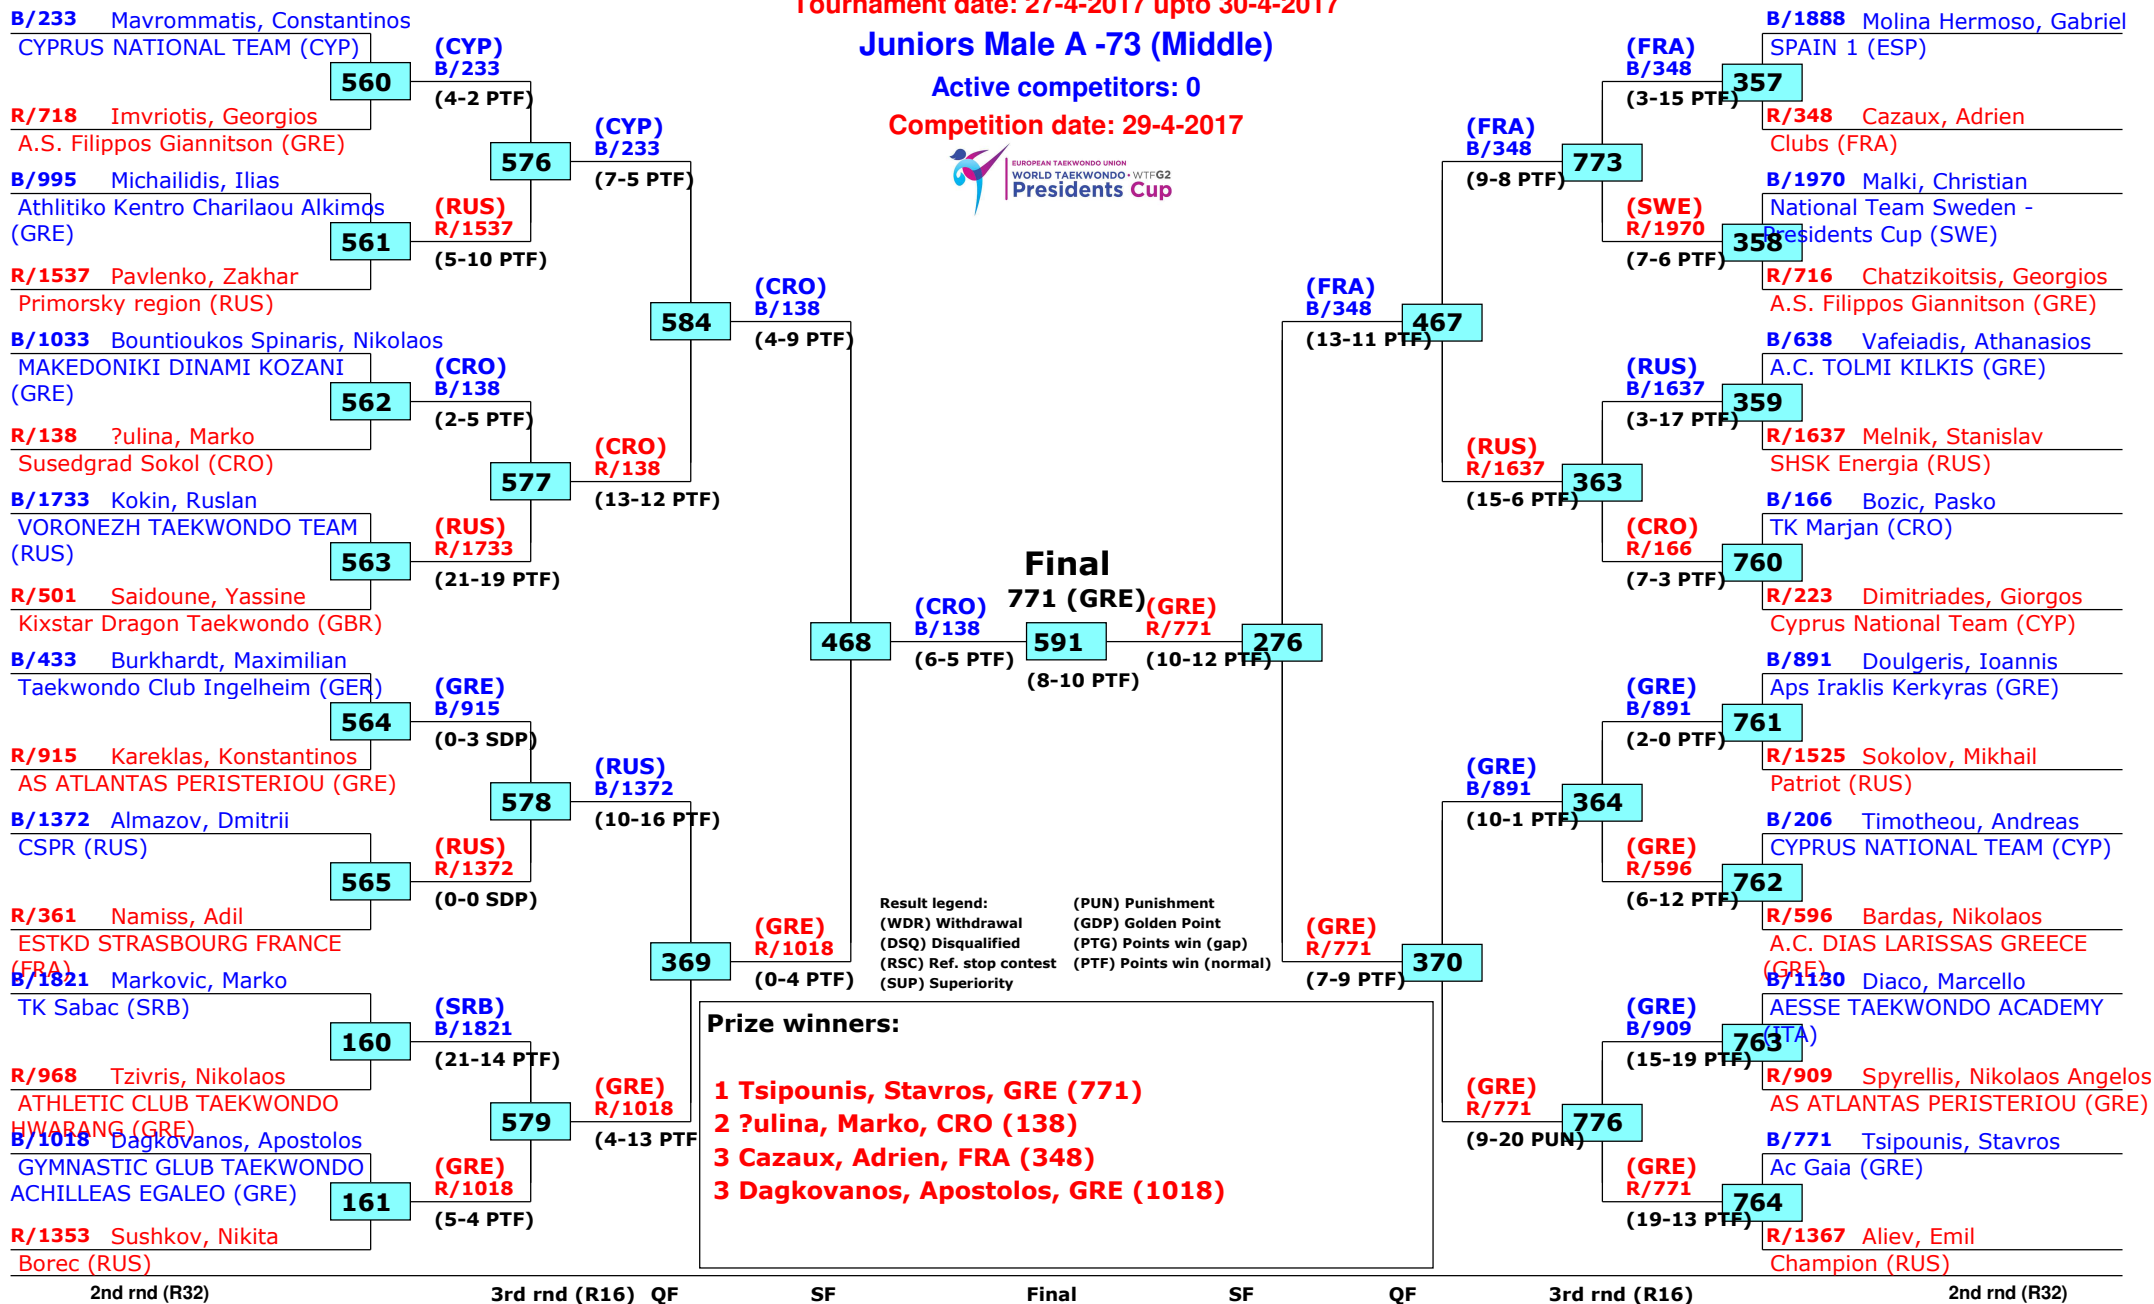 Tournament date: 27-4-2017 upto 30-4-2017
Juniors Male A -73 (Middle)
Active competitors: 0
Competition date: 29-4-2017
EUROPEAN TAEKWONDO UNION
WORLD TAEKWONDO • WTF G2
Presidents Cup
B/233 Mavrommatis, Constantinos
CYPRUS NATIONAL TEAM (CYP)
560
R/718 Imvriotis, Georgios
A.S. Filippos Giannitson (GRE)
B/995 Michailidis, Ilias
Athlitiko Kentro Charilaou Alkimos
(GRE)
561
R/1537 Pavlenko, Zakhar
Primorsky region (RUS)
B/1033 Bountioukos Spinaris, Nikolaos
MAKEDONIKI DINAMI KOZANI
(GRE)
562
R/138 ?ulina, Marko
Susedgrad Sokol (CRO)
B/1733 Kokin, Ruslan
VORONEZH TAEKWONDO TEAM
(RUS)
563
R/501 Saidoune, Yassine
Kixstar Dragon Taekwondo (GBR)
B/433 Burkhardt, Maximilian
Taekwondo Club Ingelheim (GER)
564
R/915 Kareklas, Konstantinos
AS ATLANTAS PERISTERIOU (GRE)
B/1372 Almazov, Dmitrii
CSPR (RUS)
565
R/361 Namiss, Adil
ESTKD STRASBOURG FRANCE
(FRA)
B/1821 Markovic, Marko
TK Sabac (SRB)
160
R/968 Tzivris, Nikolaos
ATHLETIC CLUB TAEKWONDO
HWARANG (GRE)
B/1018 Dagkovanos, Apostolos
GYMNASTIC GLUB TAEKWONDO
ACHILLEAS EGALEO (GRE)
161
R/1353 Sushkov, Nikita
Borec (RUS)
(CYP)
B/233
(4-2 PTF)
576
(RUS)
R/1537
(5-10 PTF)
(CRO)
B/138
(2-5 PTF)
577
(RUS)
R/1733
(21-19 PTF)
(GRE)
B/915
(0-3 SDP)
578
(RUS)
R/1372
(0-0 SDP)
(SRB)
B/1821
(21-14 PTF)
579
(GRE)
R/1018
(5-4 PTF)
(CYP)
B/233
(7-5 PTF)
584
(CRO)
R/138
(13-12 PTF)
(RUS)
B/1372
(10-16 PTF)
369
(GRE)
R/1018
(4-13 PTF
(CRO)
B/138
(4-9 PTF)
468
(GRE)
R/1018
(0-4 PTF)
(CRO)
B/138
(6-5 PTF)
Final
771 (GRE)
591
(8-10 PTF)
(GRE)
R/771
(10-12 PTF)
276
(FRA)
B/348
(13-11 PTF)
467
(GRE)
R/771
(7-9 PTF)
370
(FRA)
B/348
(9-8 PTF)
773
(RUS)
R/1637
(15-6 PTF)
363
(GRE)
B/891
(10-1 PTF)
364
(GRE)
R/771
(9-20 PUN)
776
(FRA)
B/348
(3-15 PTF)
357
(SWE)
R/1970
(7-6 PTF)
358
(RUS)
B/1637
(3-17 PTF)
359
(CRO)
R/166
(7-3 PTF)
760
(GRE)
B/891
(2-0 PTF)
761
(GRE)
R/596
(6-12 PTF)
762
(GRE)
B/909
(15-19 PTF)
763
(GRE)
R/771
(19-13 PTF)
764
B/1888 Molina Hermoso, Gabriel
SPAIN 1 (ESP)
R/348 Cazaux, Adrien
Clubs (FRA)
B/1970 Malki, Christian
National Team Sweden -
Presidents Cup (SWE)
R/716 Chatzikoitsis, Georgios
A.S. Filippos Giannitson (GRE)
B/638 Vafeiadis, Athanasios
A.C. TOLMI KILKIS (GRE)
R/1637 Melnik, Stanislav
SHSK Energia (RUS)
B/166 Bozic, Pasko
TK Marjan (CRO)
R/223 Dimitriades, Giorgos
Cyprus National Team (CYP)
B/891 Doulgeris, Ioannis
Aps Iraklis Kerkyras (GRE)
R/1525 Sokolov, Mikhail
Patriot (RUS)
B/206 Timotheou, Andreas
CYPRUS NATIONAL TEAM (CYP)
R/596 Bardas, Nikolaos
A.C. DIAS LARISSAS GREECE
(GRE)
B/1130 Diaco, Marcello
AESSE TAEKWONDO ACADEMY
(ITA)
R/909 Spyrellis, Nikolaos Angelos
AS ATLANTAS PERISTERIOU (GRE)
B/771 Tsipounis, Stavros
Ac Gaia (GRE)
R/1367 Aliev, Emil
Champion (RUS)
Result legend:
(WDR) Withdrawal
(DSQ) Disqualified
(RSC) Ref. stop contest
(SUP) Superiority
(PUN) Punishment
(GDP) Golden Point
(PTG) Points win (gap)
(PTF) Points win (normal)
Prize winners:
1 Tsipounis, Stavros, GRE (771)
2 ?ulina, Marko, CRO (138)
3 Cazaux, Adrien, FRA (348)
3 Dagkovanos, Apostolos, GRE (1018)
2nd rnd (R32) 3rd rnd (R16) QF SF Final SF QF 3rd rnd (R16) 2nd rnd (R32)